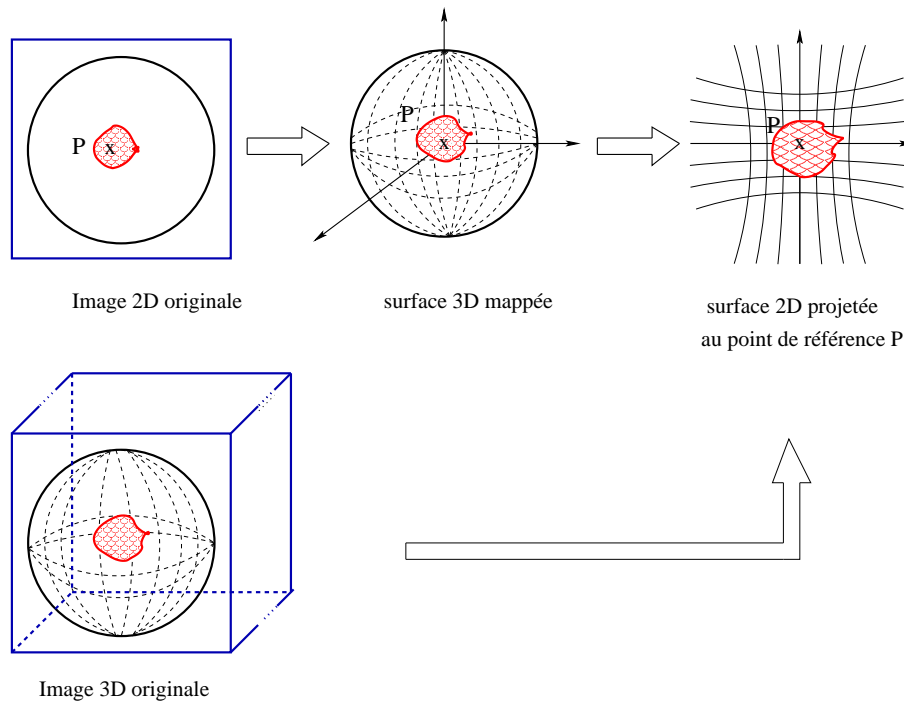 P
x
P
x
P
x
Image 2D originale
surface 3D mappée
surface 2D projetée
au point de référence P
Image 3D originale